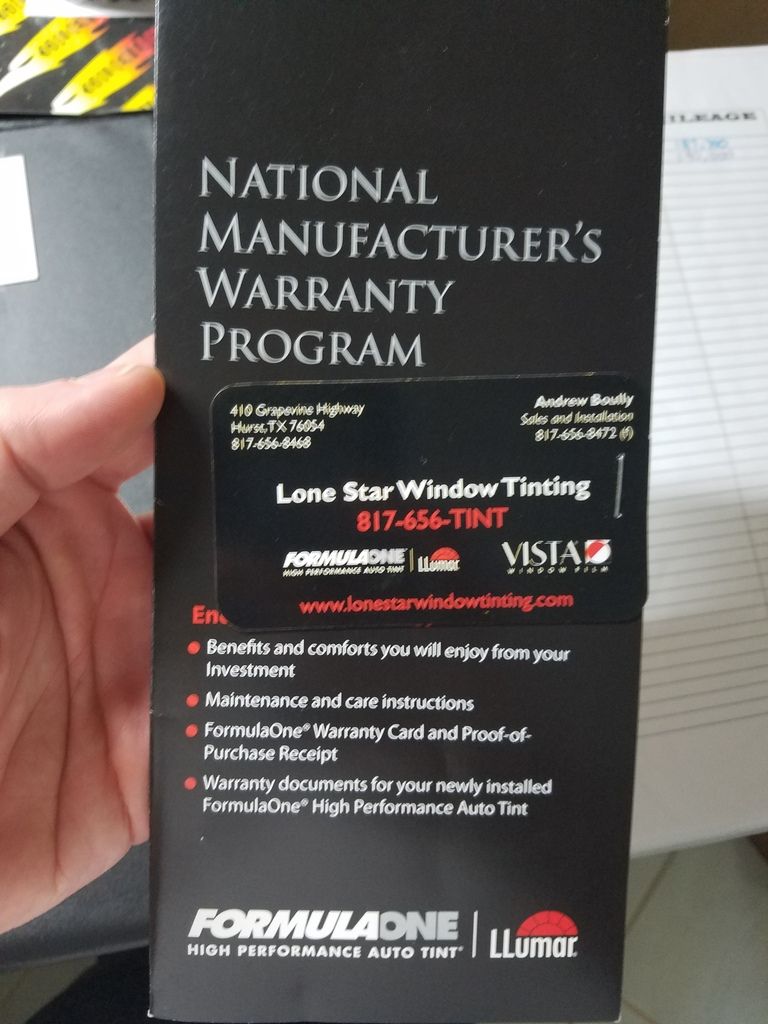 ILEAGE
NATIONAL
MANUFACTURER'S
WARRANTY
PROGRAM
410 Grapevine Highway
Hurst, TX 76054
817-656-8468
Andrew Boully
Sales and Installation
817-656-8472 (f)
Lone Star Window Tinting
817-656-TINT
FORMULAONE LLumar
HIGH PERFORMANCE AUTO TINT
VISTA
WINDOW FILM
www.lonestarwindowtinting.com
En
• Benefits and comforts you will enjoy from your
Investment
• Maintenance and care instructions
• FormulaOne® Warranty Card and Proof-of-
Purchase Receipt
• Warranty documents for your newly installed
FormulaOne® High Performance Auto Tint
FORMULAONE
HIGH PERFORMANCE AUTO TINT®
LLumar